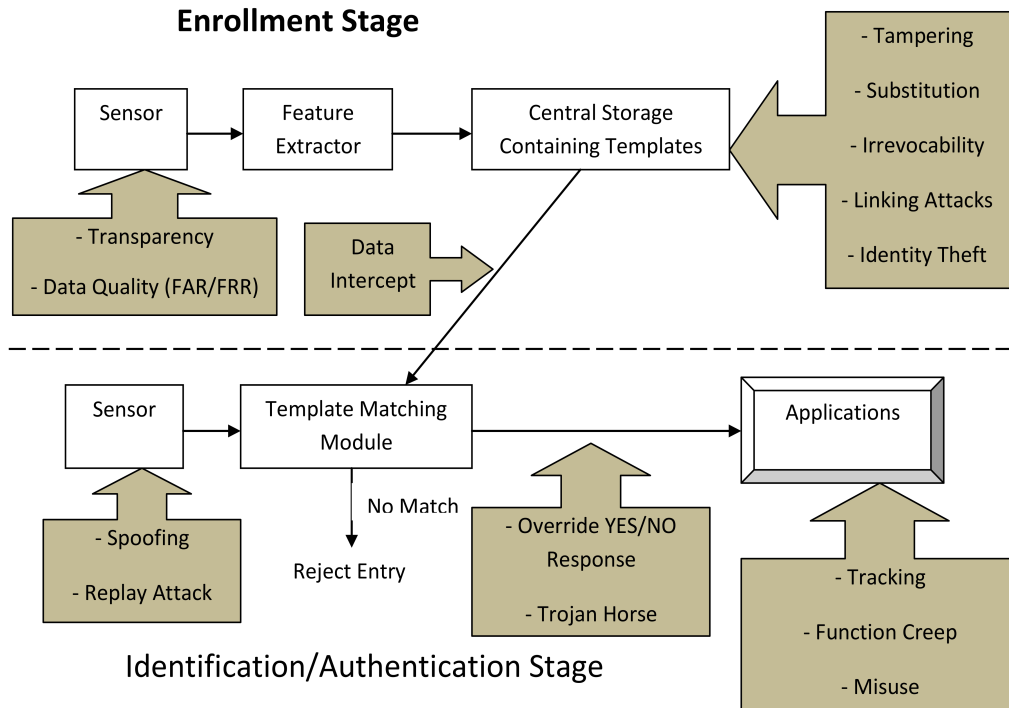 Enrollment Stage
Sensor
Feature
Extractor
Central Storage
Containing Templates
- Tampering
- Substitution
- Irrevocability
- Linking Attacks
- Identity Theft
- Transparency
- Data Quality (FAR/FRR)
Data
Intercept
Sensor
Template Matching
Module
Applications
No Match
Reject Entry
- Spoofing
- Replay Attack
- Override YES/NO
Response
- Trojan Horse
- Tracking
- Function Creep
- Misuse
Identification/Authentication Stage